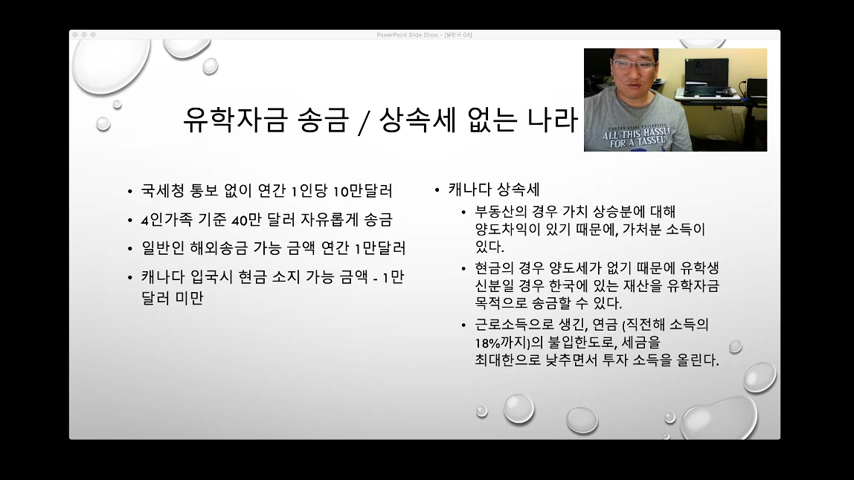 PowerPoint Slide Show - [
유학자금 송금 / 상속세 없는 나라
ALL THIS HASSLE
FOR A TASSEL
• 국세청 통보 없이 연간 1인당 10만달러
• 4인가족 기준 40만 달러 자유롭게 송금
• 일반인 해외송금 가능 금액 연간 1만달러
• 캐나다 입국시 현금 소지 가능 금액 - 1만
달러 미만
• 캐나다 상속세
• 부동산의 경우 가치 상승분에 대해
양도차익이 있기 때문에, 가처분 소득이
있다.
• 현금의 경우 양도세가 없기 때문에 유학생
신분일 경우 한국에 있는 재산을 유학자금
목적으로 송금할 수 있다.
• 근로소득으로 생긴, 연금 (직전해 소득의
18%까지)의 불입한도로, 세금을
최대한으로 낮추면서 투자 소득을 올린다.